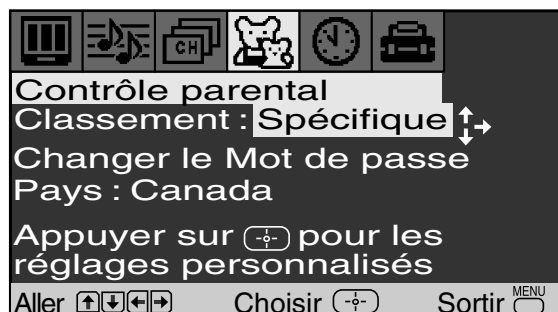 CH
Contrôle parental
Classement : Spécifique
Changer le Mot de passe
Pays : Canada
Appuyer sur pour les
réglages personnalisés
Aller Choisir Sortir MENU